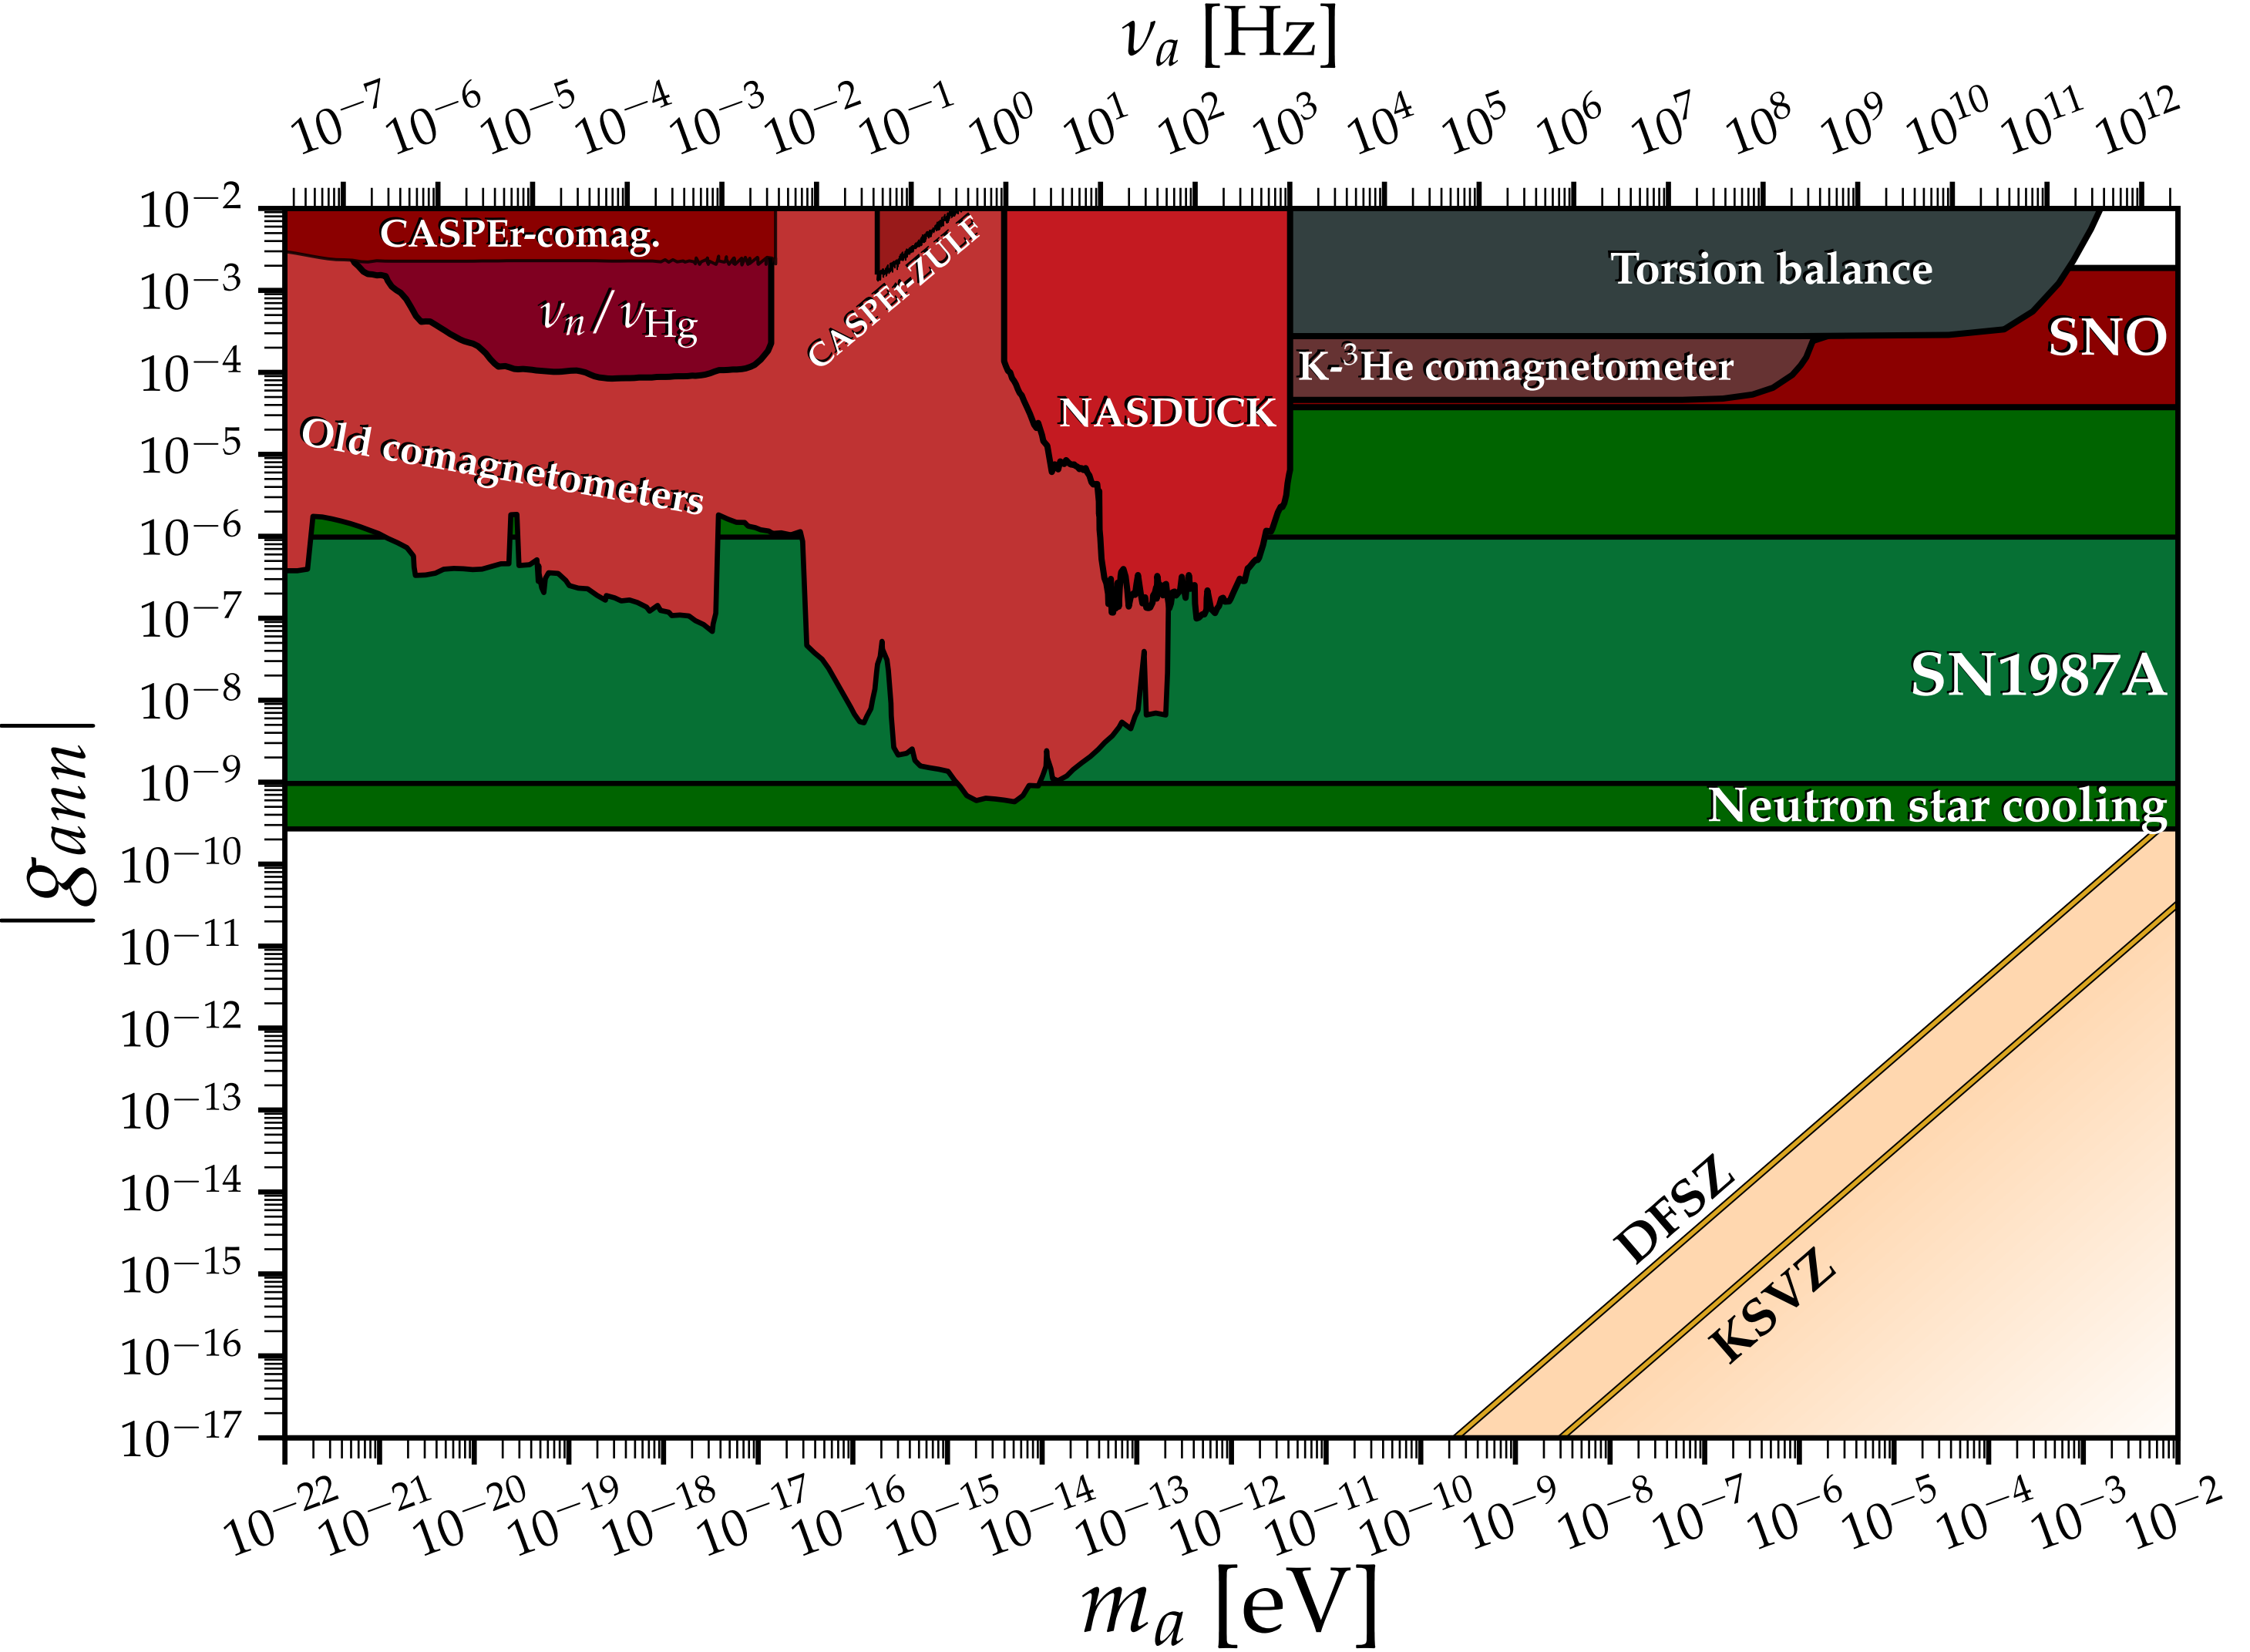 ν_a [Hz]
10^−7 10^−6 10^−5 10^−4 10^−3 10^−2 10^−1 10^0 10^1 10^2 10^3 10^4 10^5 10^6 10^7 10^8 10^9 10^10 10^11 10^12
10^−2
10^−3
10^−4
10^−5
10^−6
10^−7
10^−8
10^−9
10^−10
10^−11
10^−12
10^−13
10^−14
10^−15
10^−16
10^−17
|g_ann|
CASPEr-comag.
ν_n/ν_Hg
CASPEr-ZULF
Torsion balance
SNO
K-³He comagnetometer
NASDUCK
Old comagnetometers
SN1987A
Neutron star cooling
DFSZ
KSVZ
10^−22 10^−21 10^−20 10^−19 10^−18 10^−17 10^−16 10^−15 10^−14 10^−13 10^−12 10^−11 10^−10 10^−9 10^−8 10^−7 10^−6 10^−5 10^−4 10^−3 10^−2
m_a [eV]